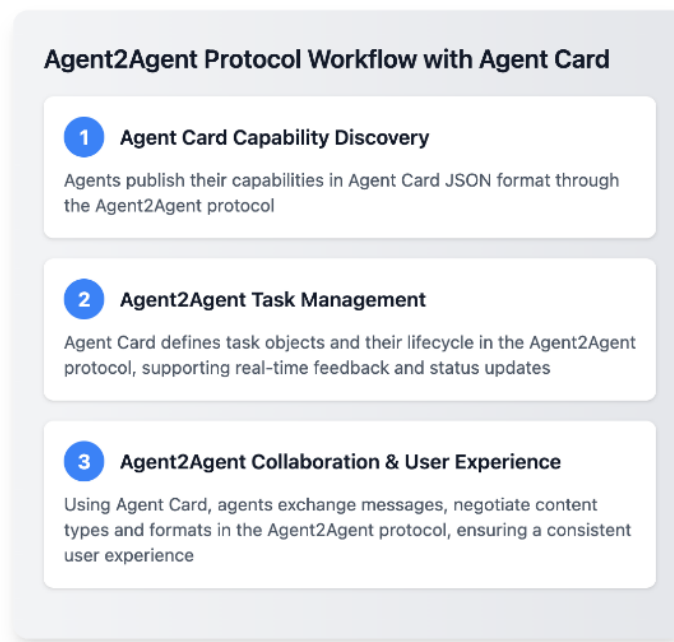 Agent2Agent Protocol Workflow with Agent Card
1
Agent Card Capability Discovery
Agents publish their capabilities in Agent Card JSON format through
the Agent2Agent protocol
2
Agent2Agent Task Management
Agent Card defines task objects and their lifecycle in the Agent2Agent
protocol, supporting real-time feedback and status updates
3
Agent2Agent Collaboration & User Experience
Using Agent Card, agents exchange messages, negotiate content
types and formats in the Agent2Agent protocol, ensuring a consistent
user experience